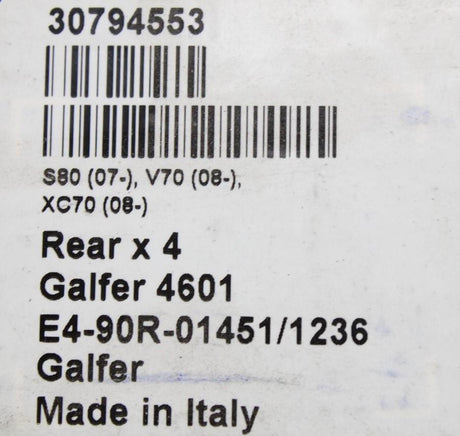 30794553
S80 (07-), V70 (08-),
XC70 (08-)
Rear x 4
Galfer 4601
E4-90R-01451/1236
Galfer
Made in Italy